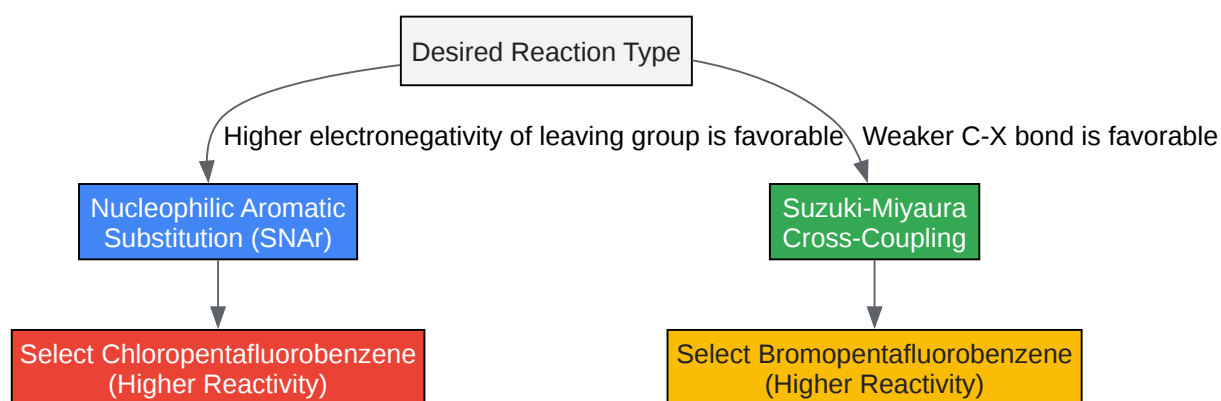 Desired Reaction Type
Higher electronegativity of leaving group is favorable
Weaker C-X bond is favorable
Nucleophilic Aromatic
Substitution (SNAr)
Suzuki-Miyaura
Cross-Coupling
Select Chloropentafluorobenzene
(Higher Reactivity)
Select Bromopentafluorobenzene
(Higher Reactivity)